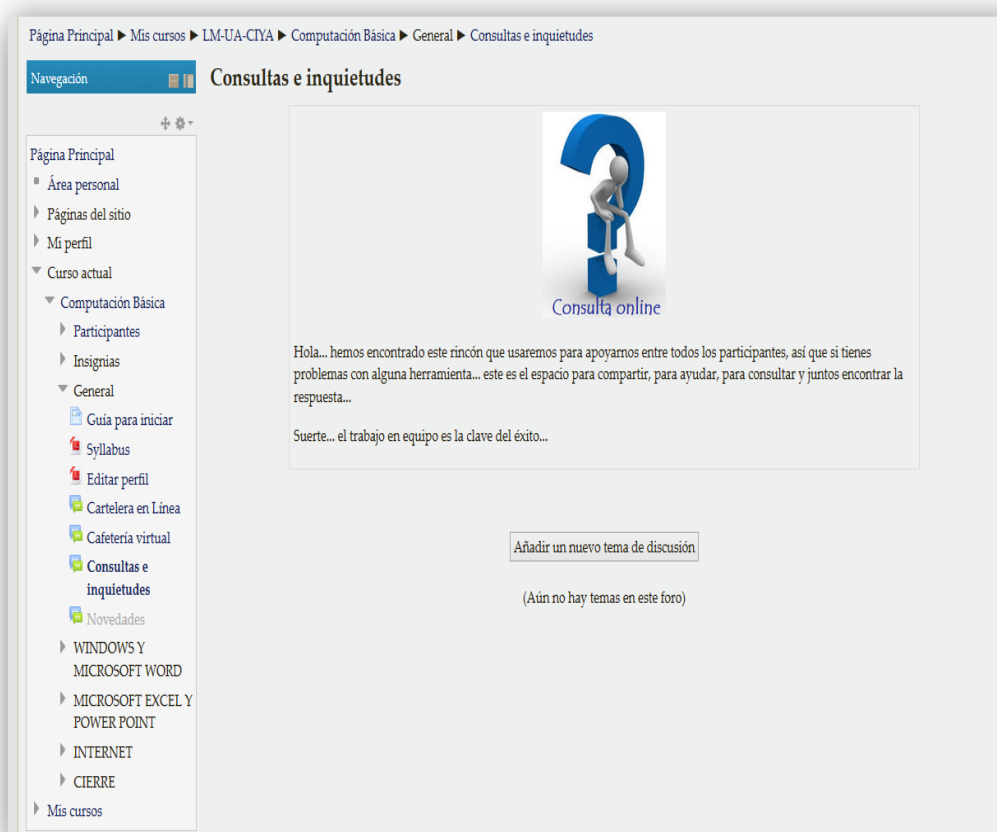 Página Principal ▶ Mis cursos ▶ LM-UA-CIYA ▶ Computación Básica ▶ General ▶ Consultas e inquietudes
Navegación
Página Principal
Área personal
Páginas del sitio
Mi perfil
Curso actual
Computación Básica
Participantes
Insignias
General
Guía para iniciar
Syllabus
Editar perfil
Cartelera en Línea
Cafetería virtual
Consultas e
inquietudes
Novedades
WINDOWS Y
MICROSOFT WORD
MICROSOFT EXCEL Y
POWER POINT
INTERNET
CIERRE
Mis cursos
Consultas e inquietudes
Consulta online
Hola... hemos encontrado este rincón que usaremos para apoyarnos entre todos los participantes, así que si tienes
problemas con alguna herramienta... este es el espacio para compartir, para ayudar, para consultar y juntos encontrar la
respuesta...
Suerte... el trabajo en equipo es la clave del éxito...
Añadir un nuevo tema de discusión
(Aún no hay temas en este foro)